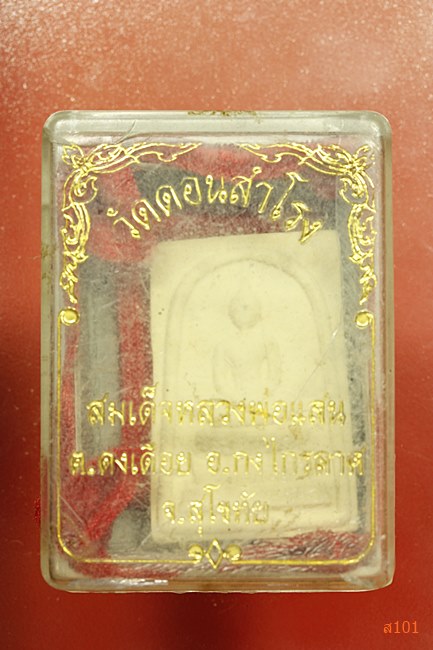 วัดดอนสำโรง
สมเด็จหลวงพ่อแสน
ต.ดงเดือย อ.กงไกรลาศ
จ.สุโขทัย
ส101